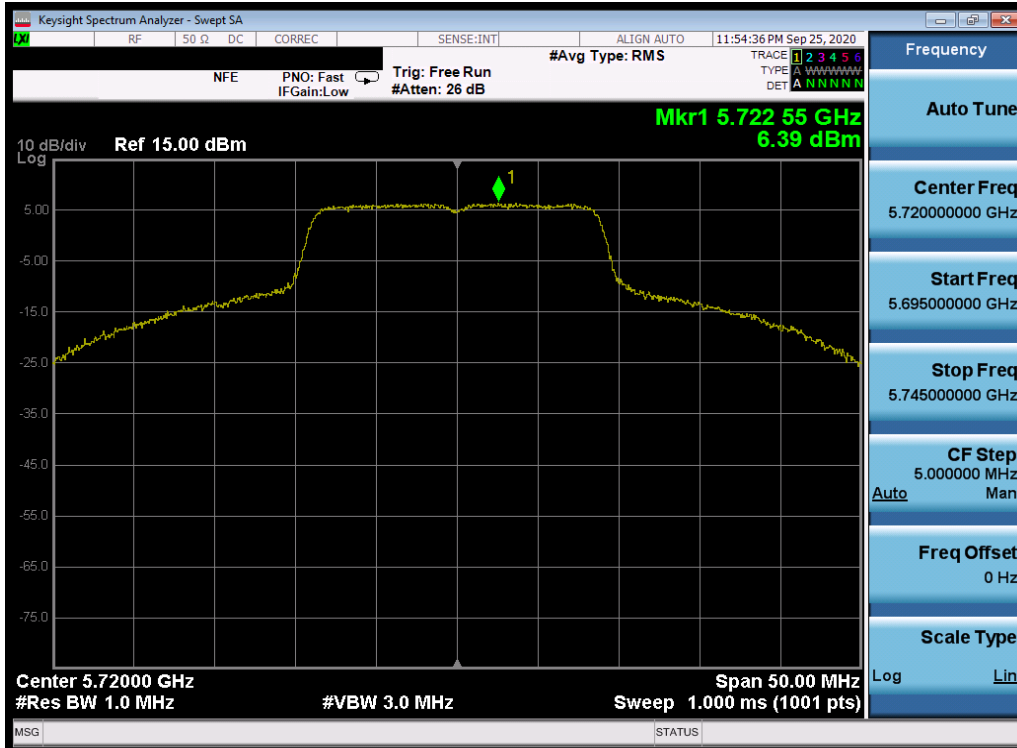 Keysight Spectrum Analyzer - Swept SA
LXI RF 50 Ω DC CORREC SENSE:INT ALIGN AUTO 11:54:36 PM Sep 25, 2020
NFE PNO: Fast Trig: Free Run #Avg Type: RMS TRACE 1 2 3 4 5 6
IFGain:Low #Atten: 26 dB TYPE A WWWWW
DET A N N N N N
Mkr1 5.722 55 GHz
6.39 dBm
10 dB/div Ref 15.00 dBm
Log
1
5.00
-5.00
-15.0
-25.0
-35.0
-45.0
-55.0
-65.0
-75.0
Center 5.72000 GHz Span 50.00 MHz
#Res BW 1.0 MHz #VBW 3.0 MHz Sweep 1.000 ms (1001 pts)
MSG STATUS
Frequency
Auto Tune
Center Freq
5.720000000 GHz
Start Freq
5.695000000 GHz
Stop Freq
5.745000000 GHz
CF Step
5.000000 MHz
Auto Man
Freq Offset
0 Hz
Scale Type
Log Lin